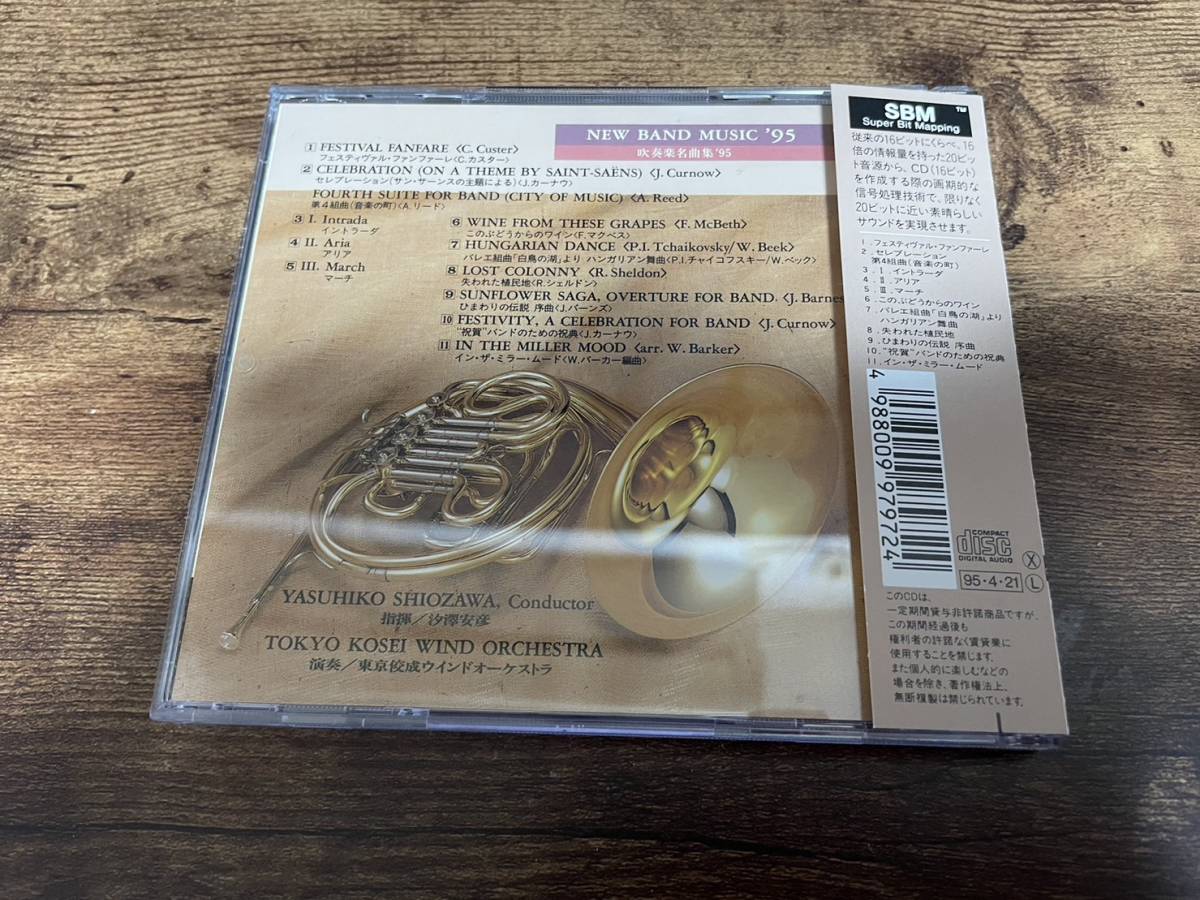 NEW BAND MUSIC '95
吹奏楽名曲集'95
1 FESTIVAL FANFARE 〈C. Custer〉
フェスティヴァル・ファンファーレ〈C.カスター〉
2 CELEBRATION (ON A THEME BY SAINT-SAËNS) 〈J. Curnow〉
セレブレーション(サン・サーンスの主題による)〈J.カーナウ〉
FOURTH SUITE FOR BAND (CITY OF MUSIC) 〈A. Reed〉
第4組曲(音楽の町)〈A.リード〉
3 I. Intrada
イントラーダ
4 II. Aria
アリア
5 III. March
マーチ
6 WINE FROM THESE GRAPES 〈F. McBeth〉
このぶどうからのワイン〈F.マクベス〉
7 HUNGARIAN DANCE 〈P.I. Tchaikovsky/W. Beek〉
バレエ組曲「白鳥の湖」より ハンガリアン舞曲〈P.I.チャイコフスキー/W.ベック〉
8 LOST COLONNY 〈R. Sheldon〉
失われた植民地〈R.シェルドン〉
9 SUNFLOWER SAGA, OVERTURE FOR BAND 〈J. Barnes
ひまわりの伝説 序曲〈J.バーンズ〉
10 FESTIVITY, A CELEBRATION FOR BAND 〈J. Curnow〉
"祝賀"バンドのための祝典〈J.カーナウ〉
11 IN THE MILLER MOOD 〈arr. W. Barker〉
イン・ザ・ミラー・ムード〈W.バーカー編曲〉
YASUHIKO SHIOZAWA, Conductor
指揮/汐澤安彦
TOKYO KOSEI WIND ORCHESTRA
演奏/東京佼成ウインドオーケストラ
SBM TM
Super Bit Mapping
従来の16ビットにくらべ、16
倍の情報量を持った20ビッ
ト音源から、CD(16ビット)
を作成する際の画期的な
信号処理技術で、限りなく
20ビットに近い素晴らしい
サウンドを実現させます。
1.フェスティヴァル・ファンファーレ
2.セレブレーション
第4組曲(音楽の町)
3.I.イントラーダ
4.II.アリア
5.III.マーチ
6.このぶどうからのワイン
7.バレエ組曲「白鳥の湖」より
ハンガリアン舞曲
8.失われた植民地
9.ひまわりの伝説 序曲
10."祝賀"バンドのための祝典
11.イン・ザ・ミラー・ムード
4 988009 979724
COMPACT
disc
DIGITAL AUDIO
X
95・4・21
L
このCDは、
一定期間貸与非許諾商品ですが、
この期間経過後も
権利者の許諾なく賃貸業に
使用することを禁じます。
また個人的に楽しむなどの
場合を除き、著作権法上、
無断複製は禁じられています。